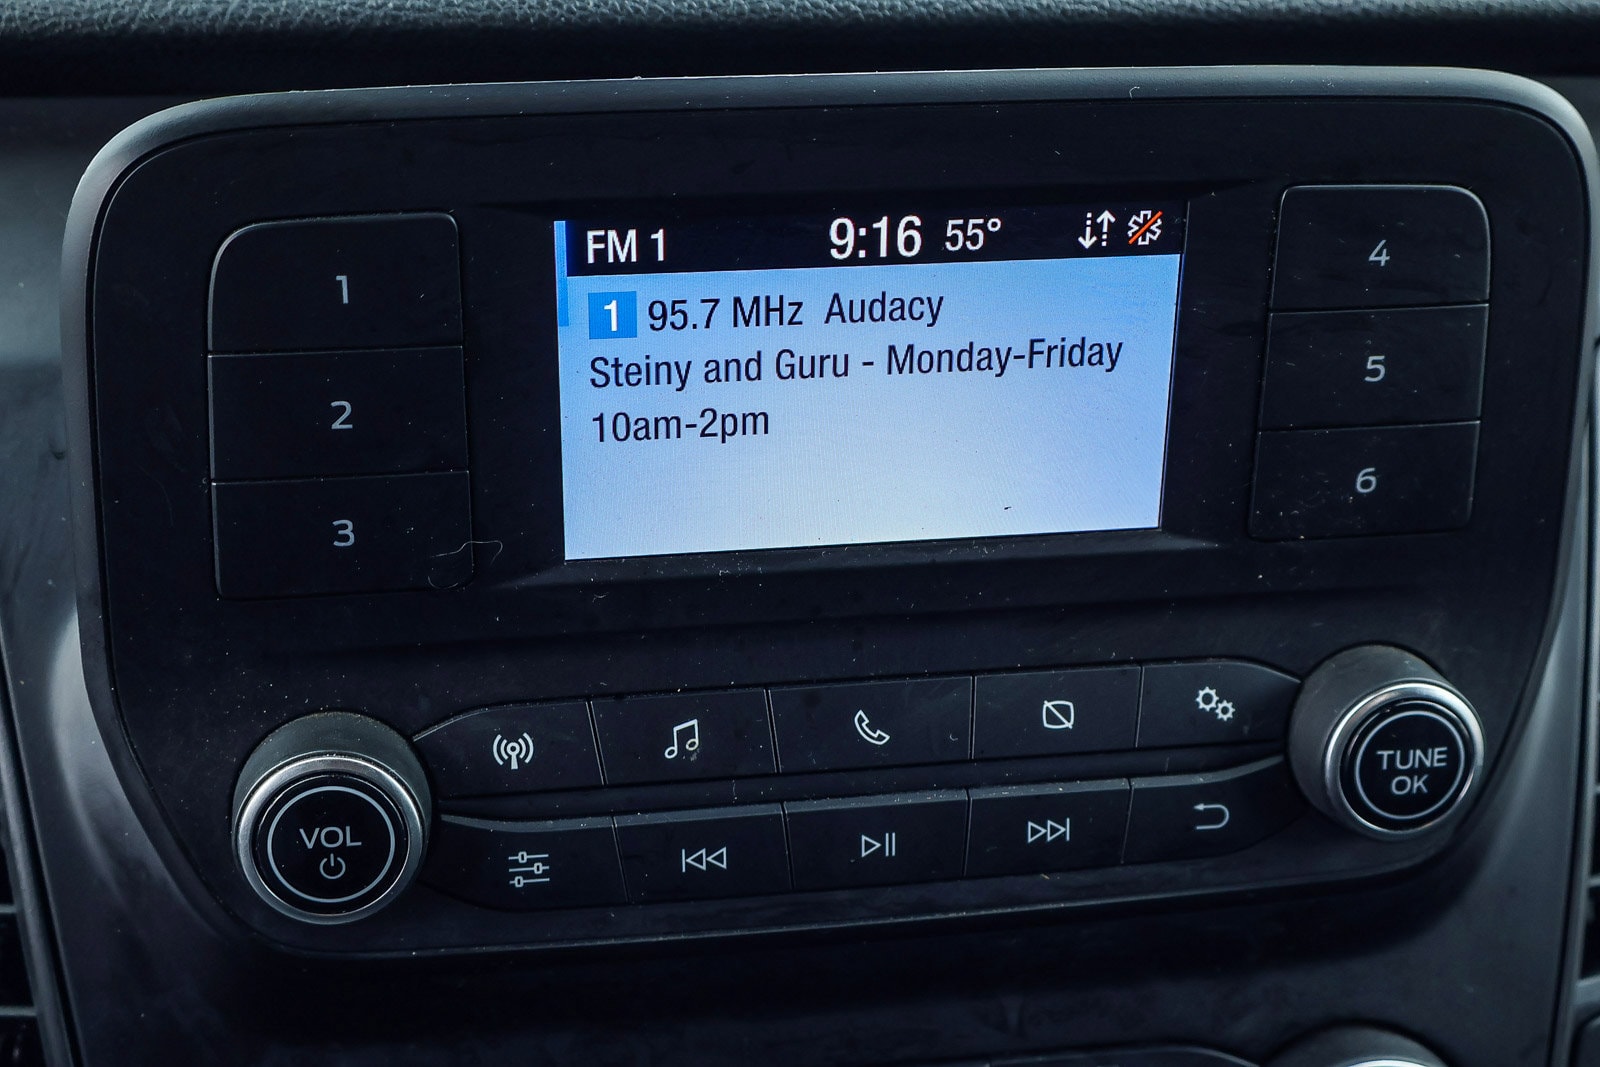 FM 1 9:16 55°
1 95.7 MHz Audacy
Steiny and Guru - Monday-Friday
10am-2pm
1
2
3
4
5
6
VOL
TUNE
OK